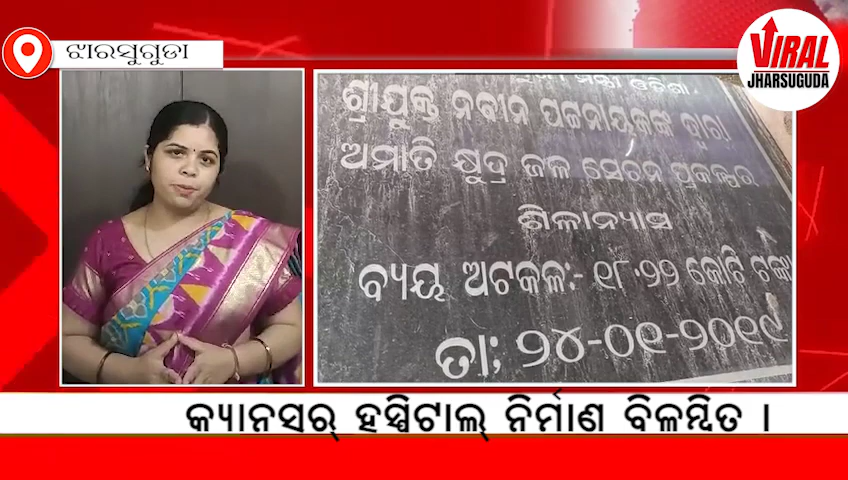 ଝାରସୁଗୁଡା
VIRAL
JHARSUGUDA
ଶ୍ରୀଯୁକ୍ତ ନବୀନ ପଟ୍ଟନାୟକଙ୍କ ଦ୍ୱାରା
ଅମାତି କ୍ଷୁଦ୍ର ଜଳ ସେଚନ ପ୍ରକଳ୍ପର
ଶିଳାନ୍ୟାସ
ବ୍ୟୟ ଅଟକଳ:- ୧୮.୨୨ କୋଟି ଟଙ୍କା
ତା: ୨୪-୦୧-୨୦୧୯
କ୍ୟାନସର୍ ହସ୍ପିଟାଲ୍ ନିର୍ମାଣ ବିଳମ୍ବିତ ।